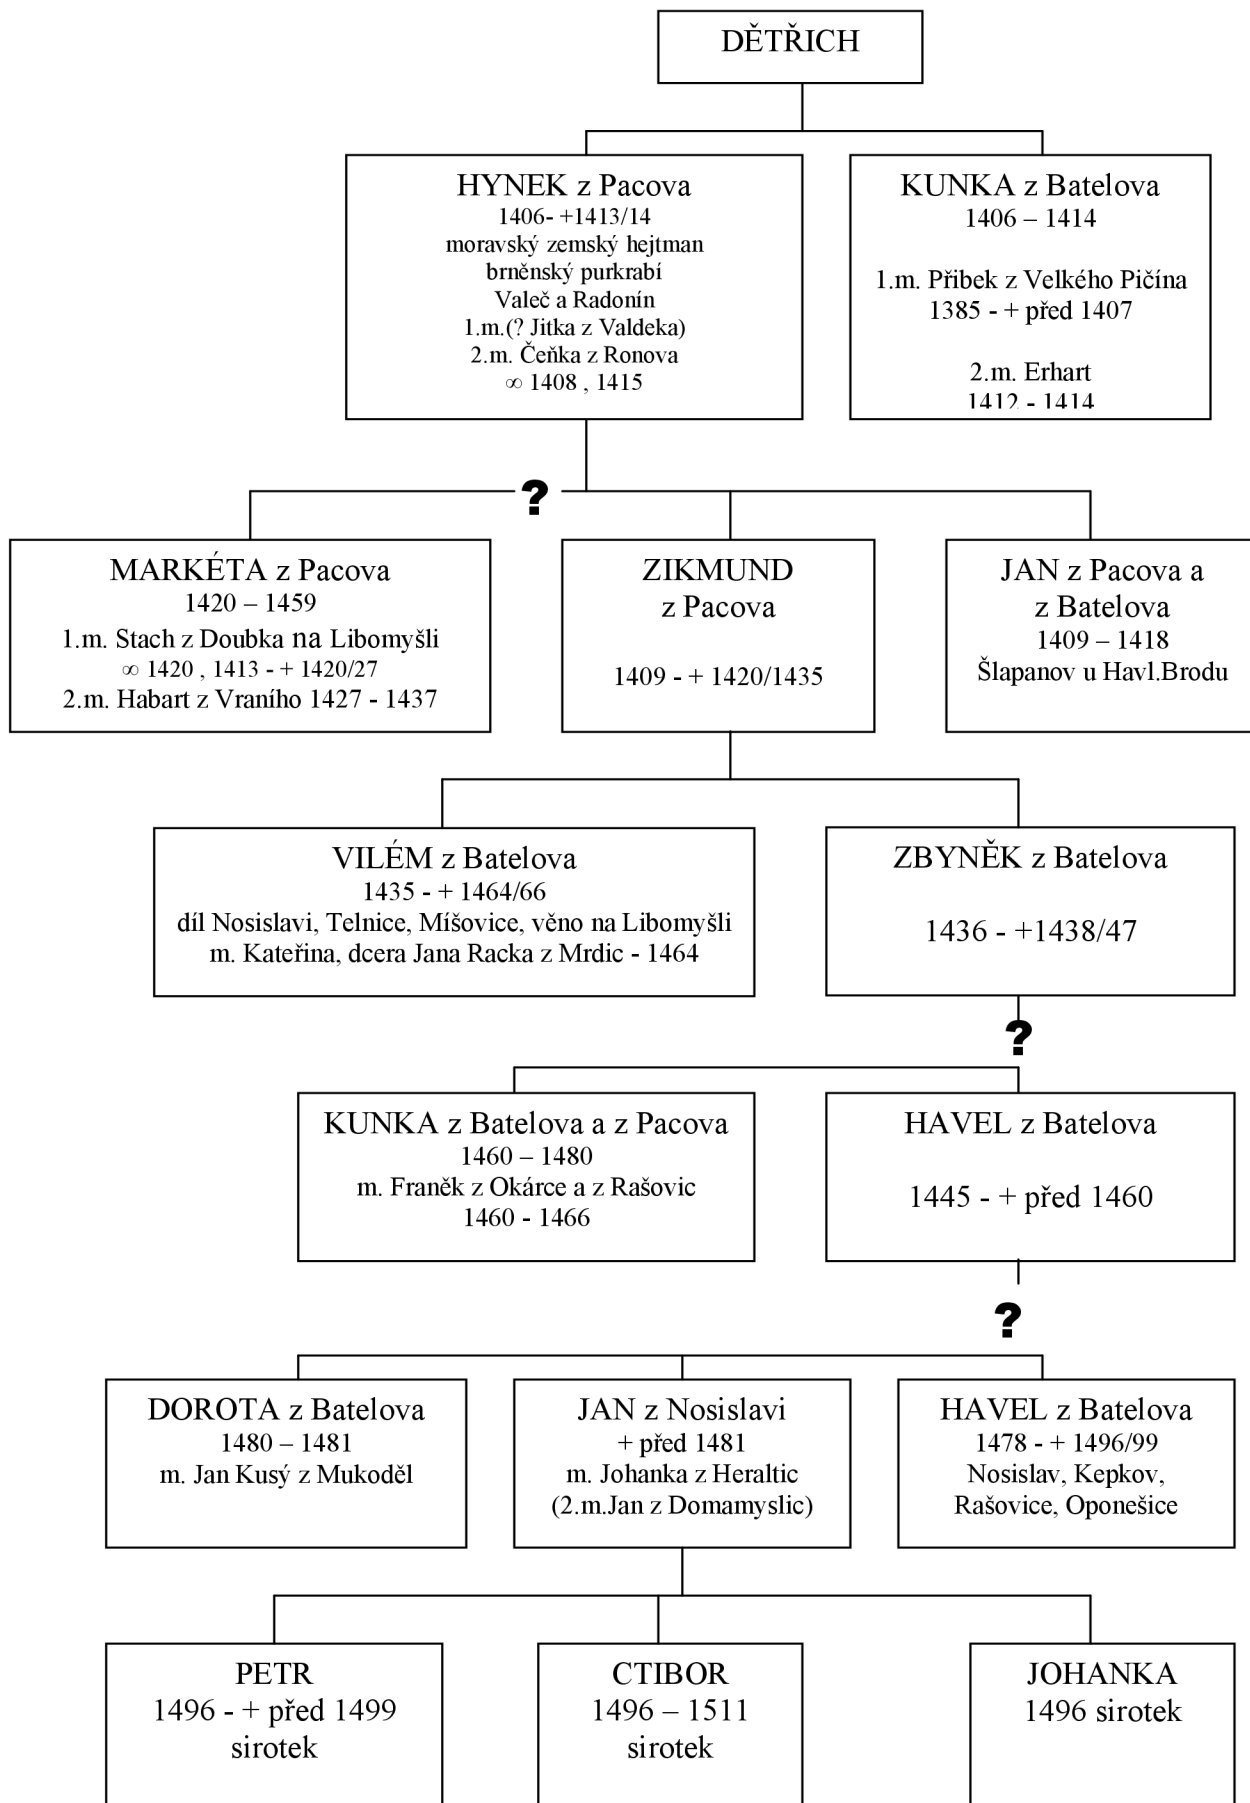 DĚTŘICH
HYNEK z Pacova
1406- +1413/14
moravský zemský hejtman
brněnský purkrabí
Valeč a Radonín
1.m.(? Jitka z Valdeka)
2.m. Čeňka z Ronova
∞ 1408 , 1415
KUNKA z Batelova
1406 – 1414
1.m. Přibek z Velkého Pičína
1385 - + před 1407
2.m. Erhart
1412 - 1414
?
MARKÉTA z Pacova
1420 – 1459
1.m. Stach z Doubka na Libomyšli
∞ 1420 , 1413 - + 1420/27
2.m. Habart z Vraního 1427 - 1437
ZIKMUND
z Pacova
1409 - + 1420/1435
JAN z Pacova a
z Batelova
1409 – 1418
Šlapanov u Havl.Brodu
VILÉM z Batelova
1435 - + 1464/66
díl Nosislavi, Telnice, Míšovice, věno na Libomyšli
m. Kateřina, dcera Jana Racka z Mrdic - 1464
ZBYNĚK z Batelova
1436 - +1438/47
?
KUNKA z Batelova a z Pacova
1460 – 1480
m. Franěk z Okárce a z Rašovic
1460 - 1466
HAVEL z Batelova
1445 - + před 1460
?
DOROTA z Batelova
1480 – 1481
m. Jan Kusý z Mukoděl
JAN z Nosislavi
+ před 1481
m. Johanka z Heraltic
(2.m.Jan z Domamyslic)
HAVEL z Batelova
1478 - + 1496/99
Nosislav, Kepkov,
Rašovice, Oponešice
PETR
1496 - + před 1499
sirotek
CTIBOR
1496 – 1511
sirotek
JOHANKA
1496 sirotek